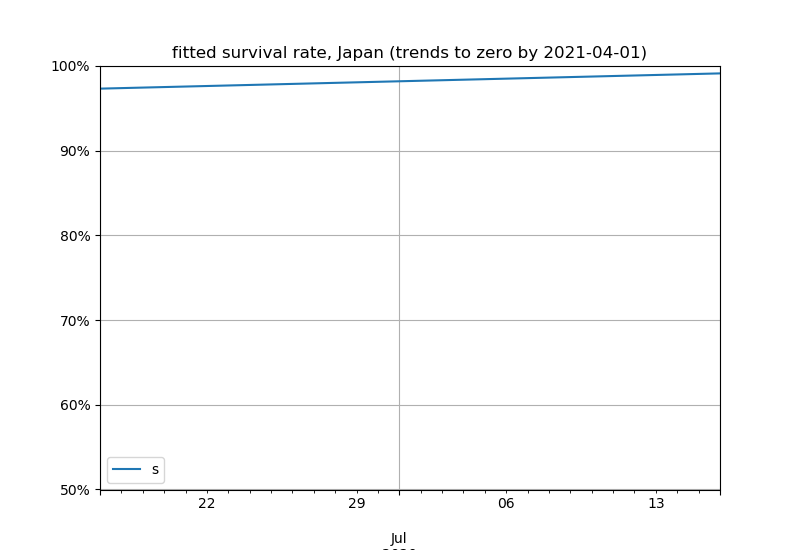 fitted survival rate, Japan (trends to zero by 2021-04-01)
100%
90%
80%
70%
60%
50%
s
22 29 06 13
Jul